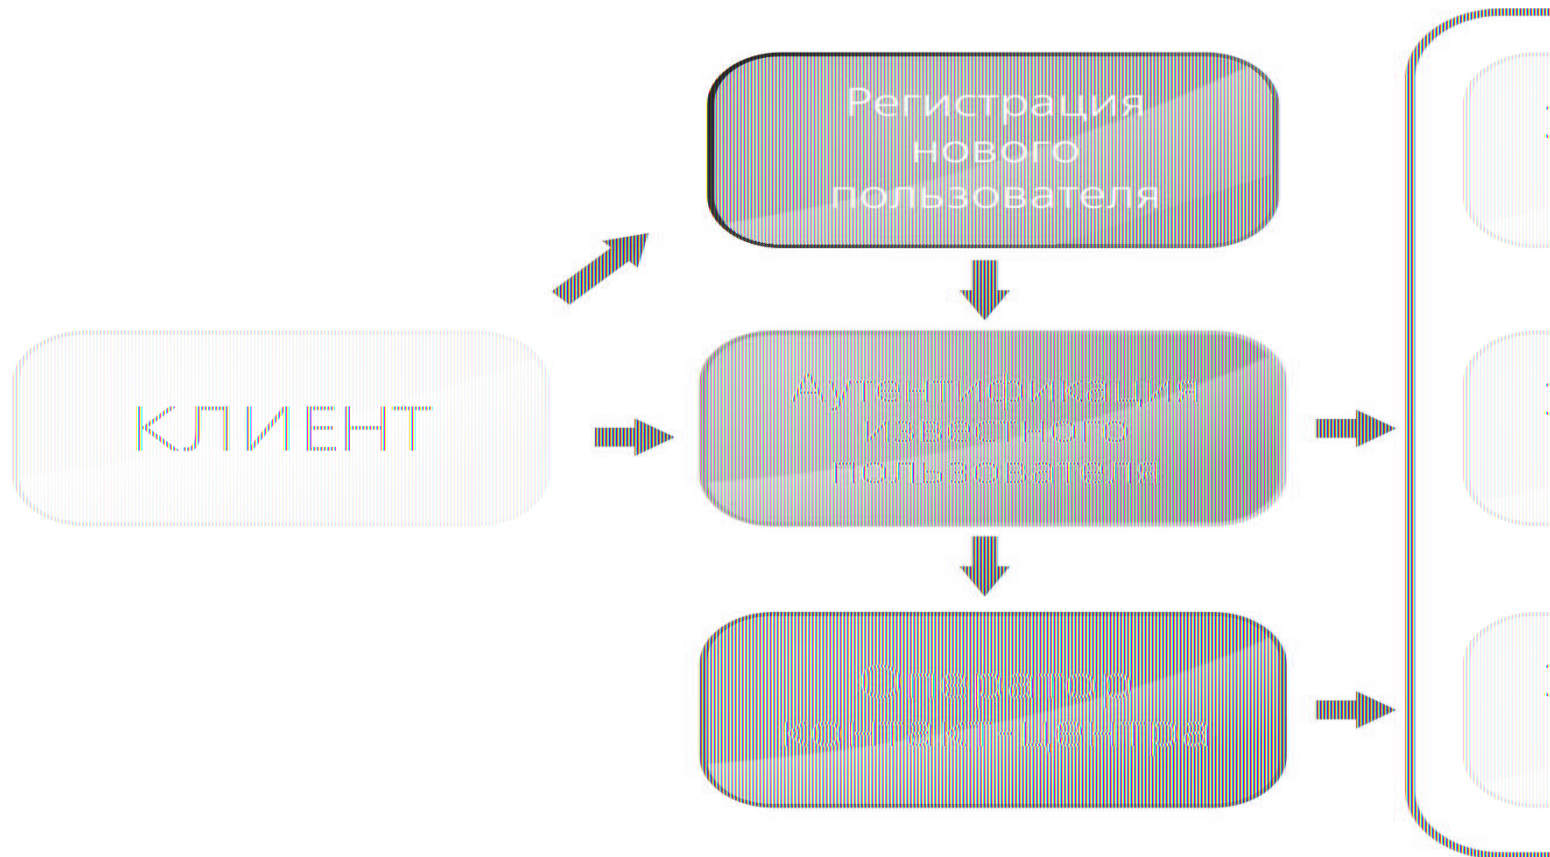 Регистрация
нового
пользователя
КЛИЕНТ
Аутентификация
известного
пользователя
Оператор
контакт-центра